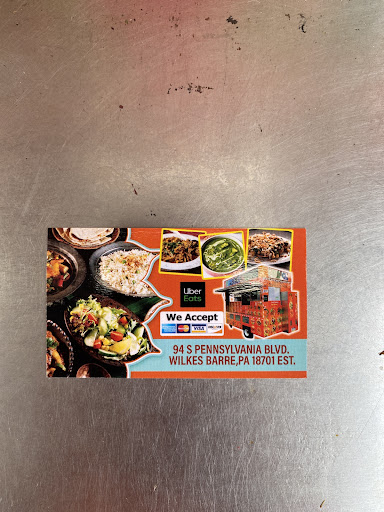 Uber
Eats
We Accept
VISA
94 S PENNSYLVANIA BLVD.
WILKES BARRE,PA 18701 EST.